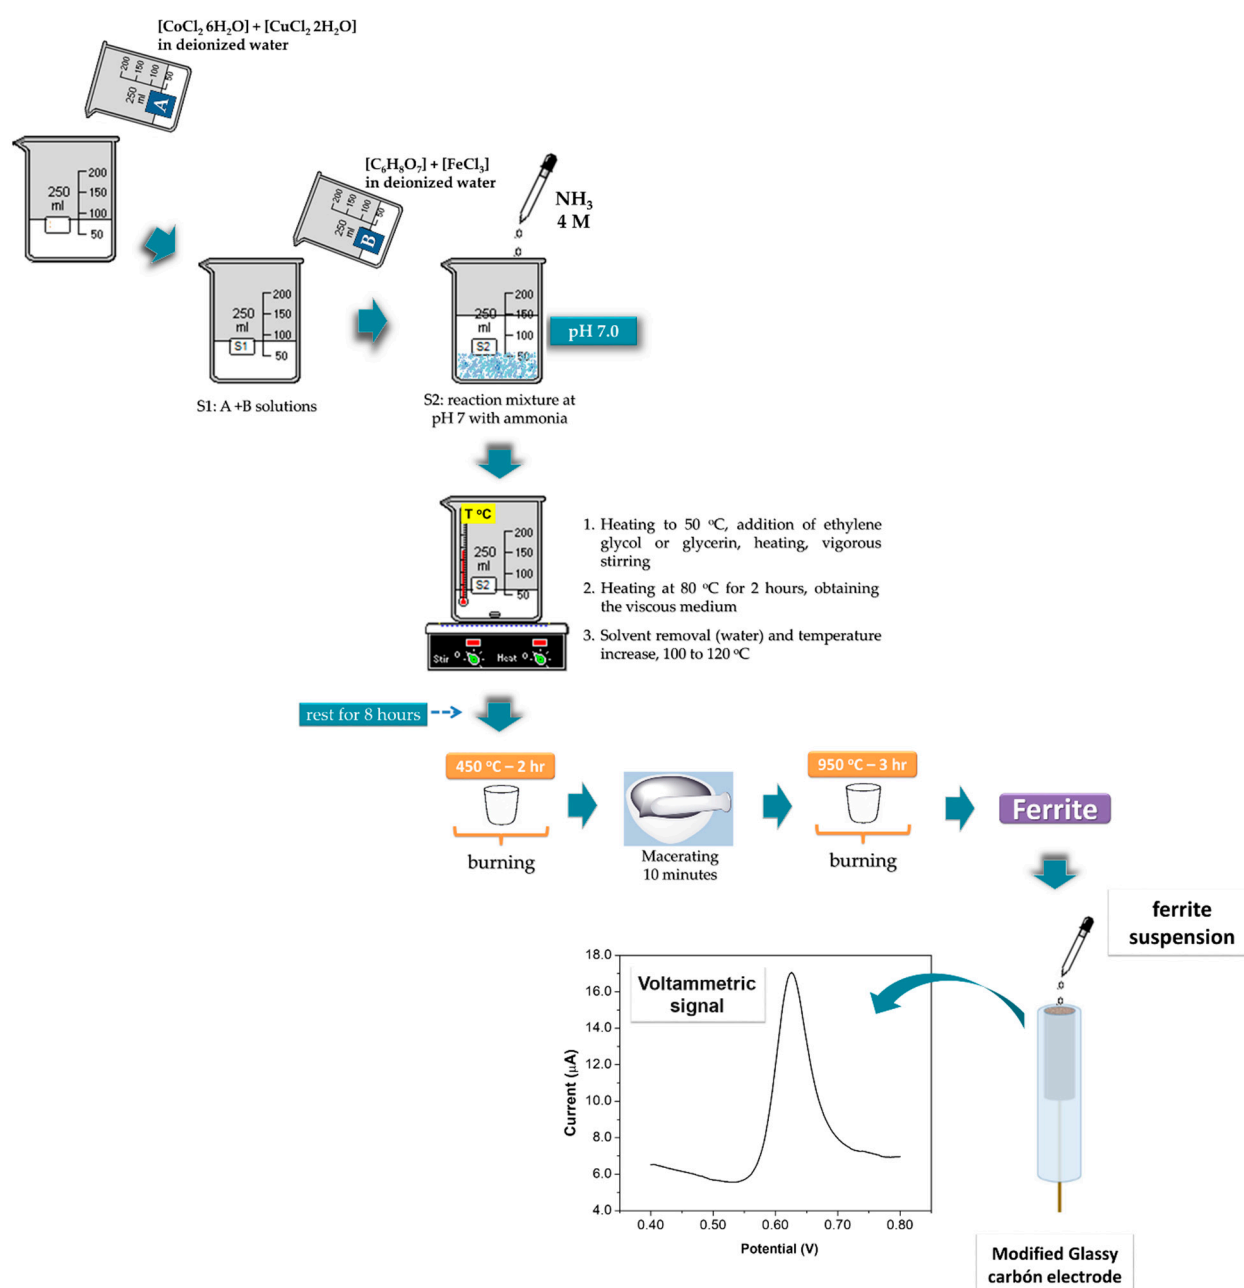 [CoCl₂ 6H₂O] + [CuCl₂ 2H₂O]
in deionized water
200
150
100
50
250
ml
A
200
150
100
50
250
ml
[C₆H₈O₇] + [FeCl₃]
in deionized water
200
150
100
50
250
ml
B
NH₃
4 M
200
150
100
50
250
ml
S1
S1: A +B solutions
200
150
100
50
250
ml
S2
pH 7.0
S2: reaction mixture at
pH 7 with ammonia
T ºC
200
150
100
50
250
ml
S2
Stir 0
Heat 0
1. Heating to 50 ºC, addition of ethylene
glycol or glycerin, heating, vigorous
stirring
2. Heating at 80 ºC for 2 hours, obtaining
the viscous medium
3. Solvent removal (water) and temperature
increase, 100 to 120 ºC
rest for 8 hours
450 ºC – 2 hr
burning
Macerating
10 minutes
950 ºC – 3 hr
burning
Ferrite
ferrite
suspension
Voltammetric
signal
18.0
16.0
14.0
12.0
10.0
8.0
6.0
4.0
Current (µA)
0.40 0.50 0.60 0.70 0.80
Potential (V)
Modified Glassy
carbón electrode